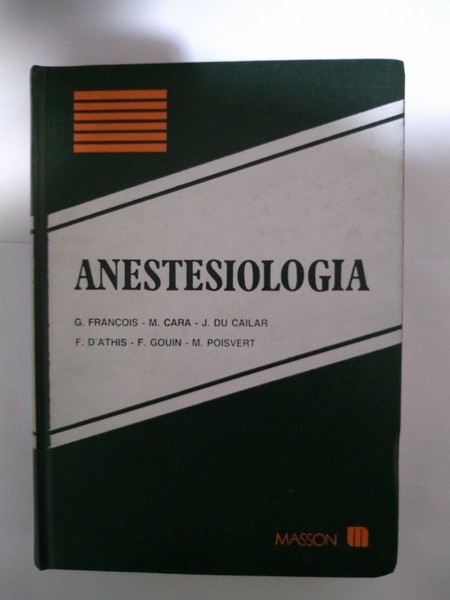 ANESTESIOLOGIA
G. FRANÇOIS - M. CARA - J. DU CAILAR
F. D'ATHIS - F. GOUIN - M. POISVERT
MASSON m